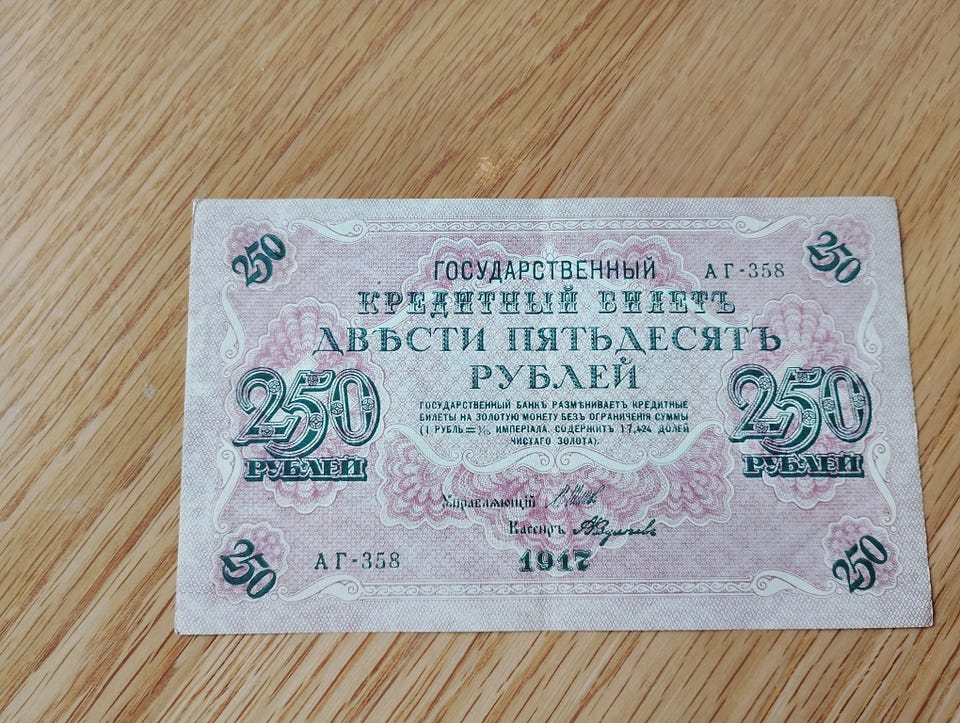 250 250
ГОСУДАРСТВЕННЫЙ АГ-358
КРЕДИТНЫЙ БИЛЕТЪ
ДВѢСТИ ПЯТЬДЕСЯТЪ
РУБЛЕЙ
250 250
РУБЛЕЙ РУБЛЕЙ
ГОСУДАРСТВЕННЫЙ БАНКЪ РАЗМѢНИВАЕТЪ КРЕДИТНЫЕ
БИЛЕТЫ НА ЗОЛОТУЮ МОНЕТУ БЕЗЪ ОГРАНИЧЕНІЯ СУММЫ
(1 РУБЛЬ = 1/15 ИМПЕРІАЛА, СОДЕРЖИТЪ 17,424 ДОЛЕЙ
ЧИСТАГО ЗОЛОТА).
Управляющій
Кассиръ
АГ-358 1917
250 250